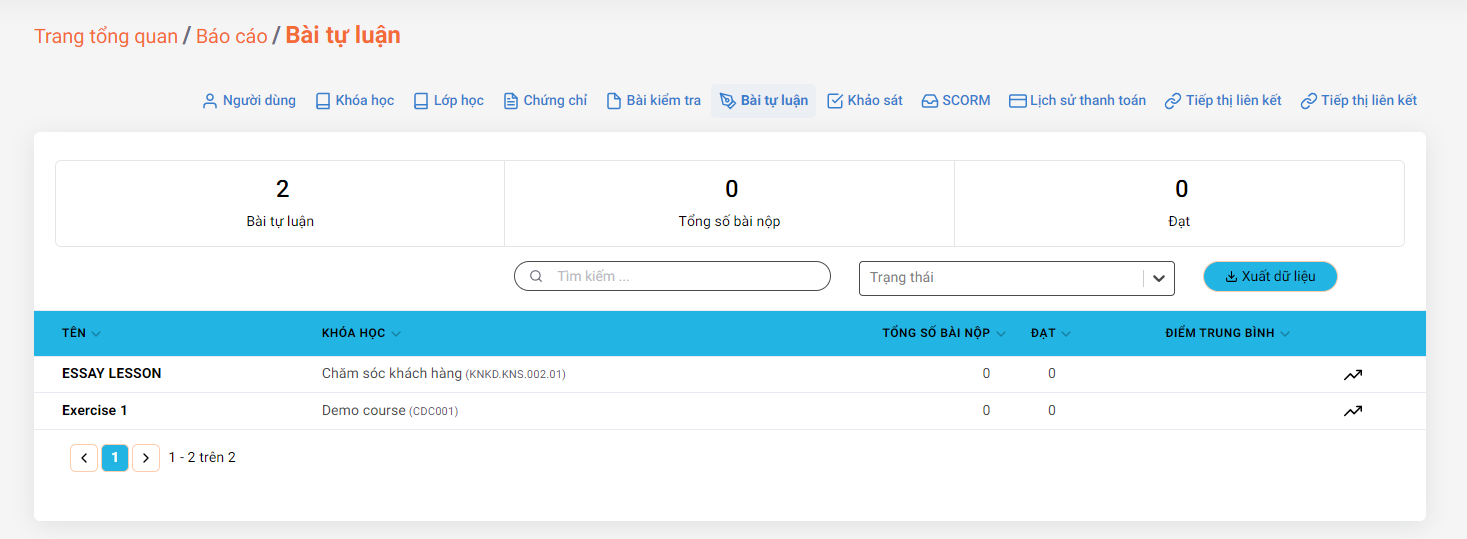 Trang tổng quan / Báo cáo / Bài tự luận
Người dùng Khóa học Lớp học Chứng chỉ Bài kiểm tra Bài tự luận Khảo sát SCORM Lịch sử thanh toán Tiếp thị liên kết Tiếp thị liên kết
2 0 0
Bài tự luận Tổng số bài nộp Đạt
Tìm kiếm ... Trạng thái Xuất dữ liệu
TÊN KHÓA HỌC TỔNG SỐ BÀI NỘP ĐẠT ĐIỂM TRUNG BÌNH
ESSAY LESSON Chăm sóc khách hàng (KNKD.KNS.002.01) 0 0
Exercise 1 Demo course (CDC001) 0 0
1 1 - 2 trên 2